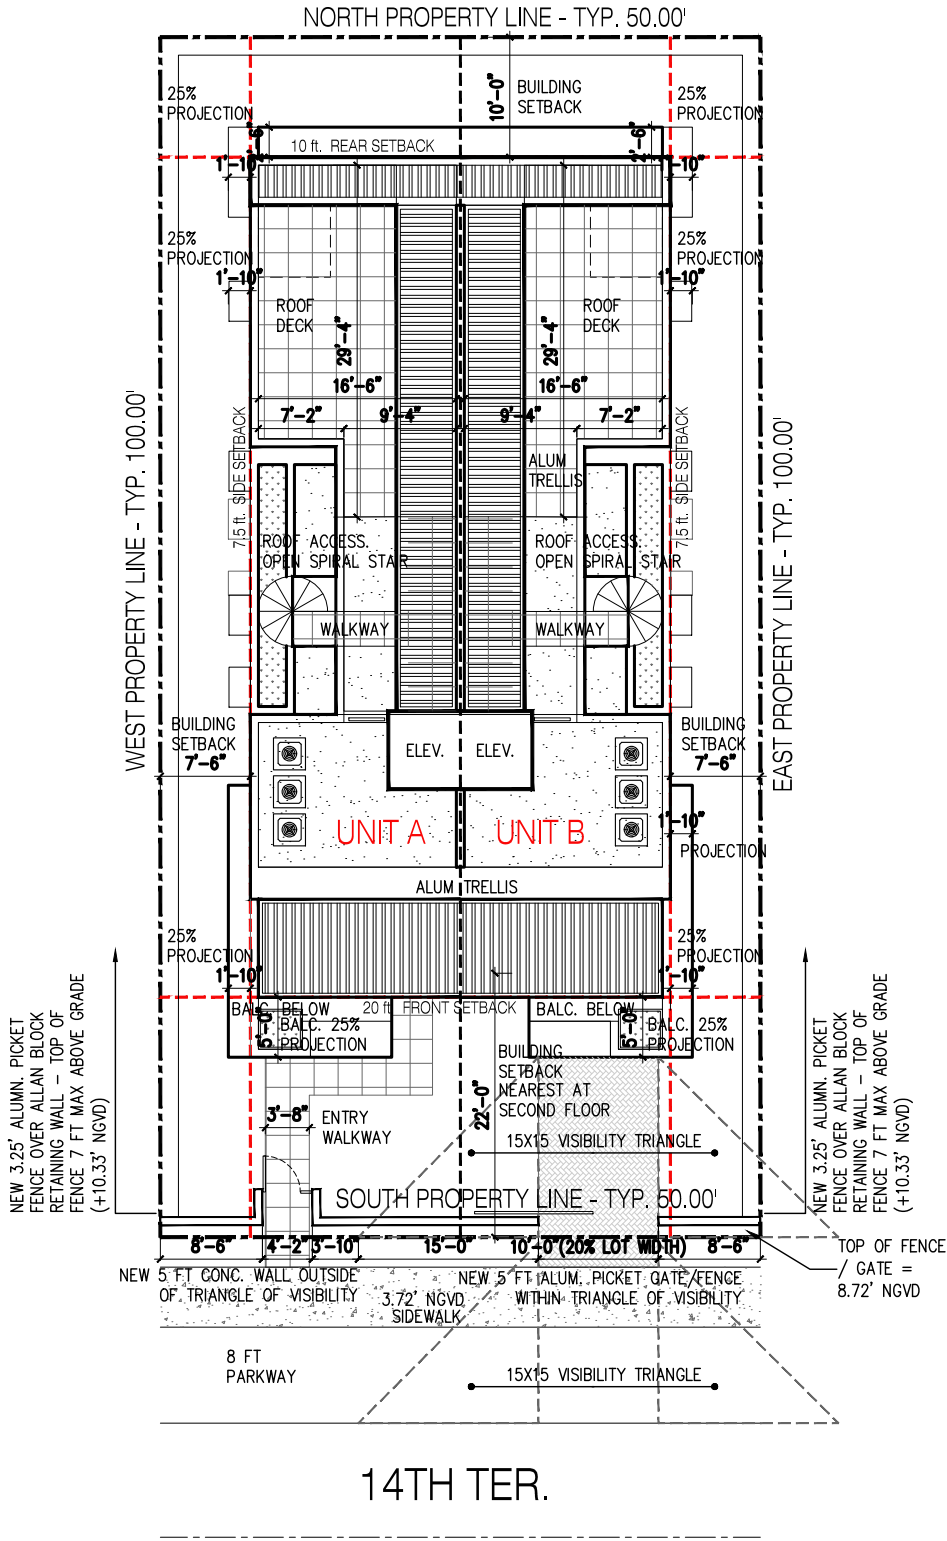 NORTH PROPERTY LINE - TYP. 50.00'
25%
PROJECTION
10'-0"
BUILDING
SETBACK
25%
PROJECTION
2'-6"
10 ft. REAR SETBACK
2'-6"
1'-10"
1'-10"
25%
PROJECTION
1'-10"
25%
PROJECTION
1'-10"
ROOF
DECK
ROOF
DECK
29'-4"
29'-4"
16'-6"
16'-6"
7'-2"
9'-4"
9'-4"
7'-2"
WEST PROPERTY LINE - TYP. 100.00'
7.5 ft. SIDE SETBACK
7.5 ft. SIDE SETBACK
EAST PROPERTY LINE - TYP. 100.00'
ALUM
TRELLIS
ROOF ACCESS.
OPEN SPIRAL STAIR
ROOF ACCESS.
OPEN SPIRAL STAIR
WALKWAY
WALKWAY
BUILDING
SETBACK
7'-6"
BUILDING
SETBACK
7'-6"
ELEV.
ELEV.
UNIT A
UNIT B
1'-10"
PROJECTION
ALUM TRELLIS
25%
PROJECTION
1'-10"
25%
PROJECTION
1'-10"
BALC. BELOW
20 ft. FRONT SETBACK
BALC. BELOW
5'-0"
BALC. 25%
PROJECTION
5'-0"
BALC. 25%
PROJECTION
BUILDING
SETBACK
NEAREST AT
SECOND FLOOR
22'-0"
3'-8"
ENTRY
WALKWAY
15X15 VISIBILITY TRIANGLE
NEW 3.25' ALUMN. PICKET
FENCE OVER ALLAN BLOCK
RETAINING WALL - TOP OF
FENCE 7 FT MAX ABOVE GRADE
(+10.33' NGVD)
NEW 3.25' ALUMN. PICKET
FENCE OVER ALLAN BLOCK
RETAINING WALL - TOP OF
FENCE 7 FT MAX ABOVE GRADE
(+10.33' NGVD)
SOUTH PROPERTY LINE - TYP. 50.00'
8'-6"
4'-2"
3'-10"
15'-0"
10'-0"(20% LOT WIDTH)
8'-6"
TOP OF FENCE
/ GATE =
8.72' NGVD
NEW 5 FT CONC. WALL OUTSIDE
OF TRIANGLE OF VISIBILITY
NEW 5 FT ALUM. PICKET GATE/FENCE
WITHIN TRIANGLE OF VISIBILITY
3.72' NGVD
SIDEWALK
8 FT
PARKWAY
15X15 VISIBILITY TRIANGLE
14TH TER.